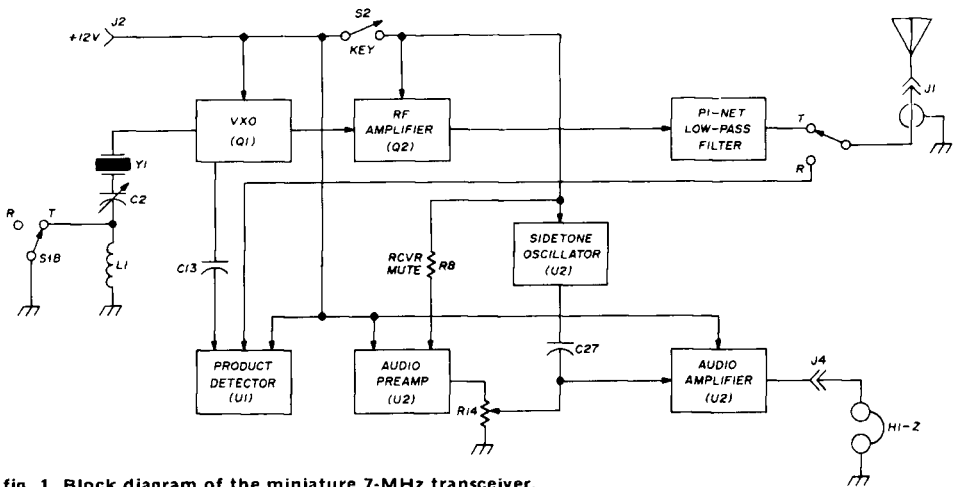 J2
+12V
S2
KEY
VXO
(Q1)
RF
AMPLIFIER
(Q2)
PI-NET
LOW-PASS
FILTER
T
R
J1
Y1
C2
R
T
S1B
L1
C13
RCVR
MUTE
R8
SIDETONE
OSCILLATOR
(U2)
C27
PRODUCT
DETECTOR
(U1)
AUDIO
PREAMP
(U2)
R14
AUDIO
AMPLIFIER
(U2)
J4
HI-Z
fig. 1. Block diagram of the miniature 7-MHz transceiver.